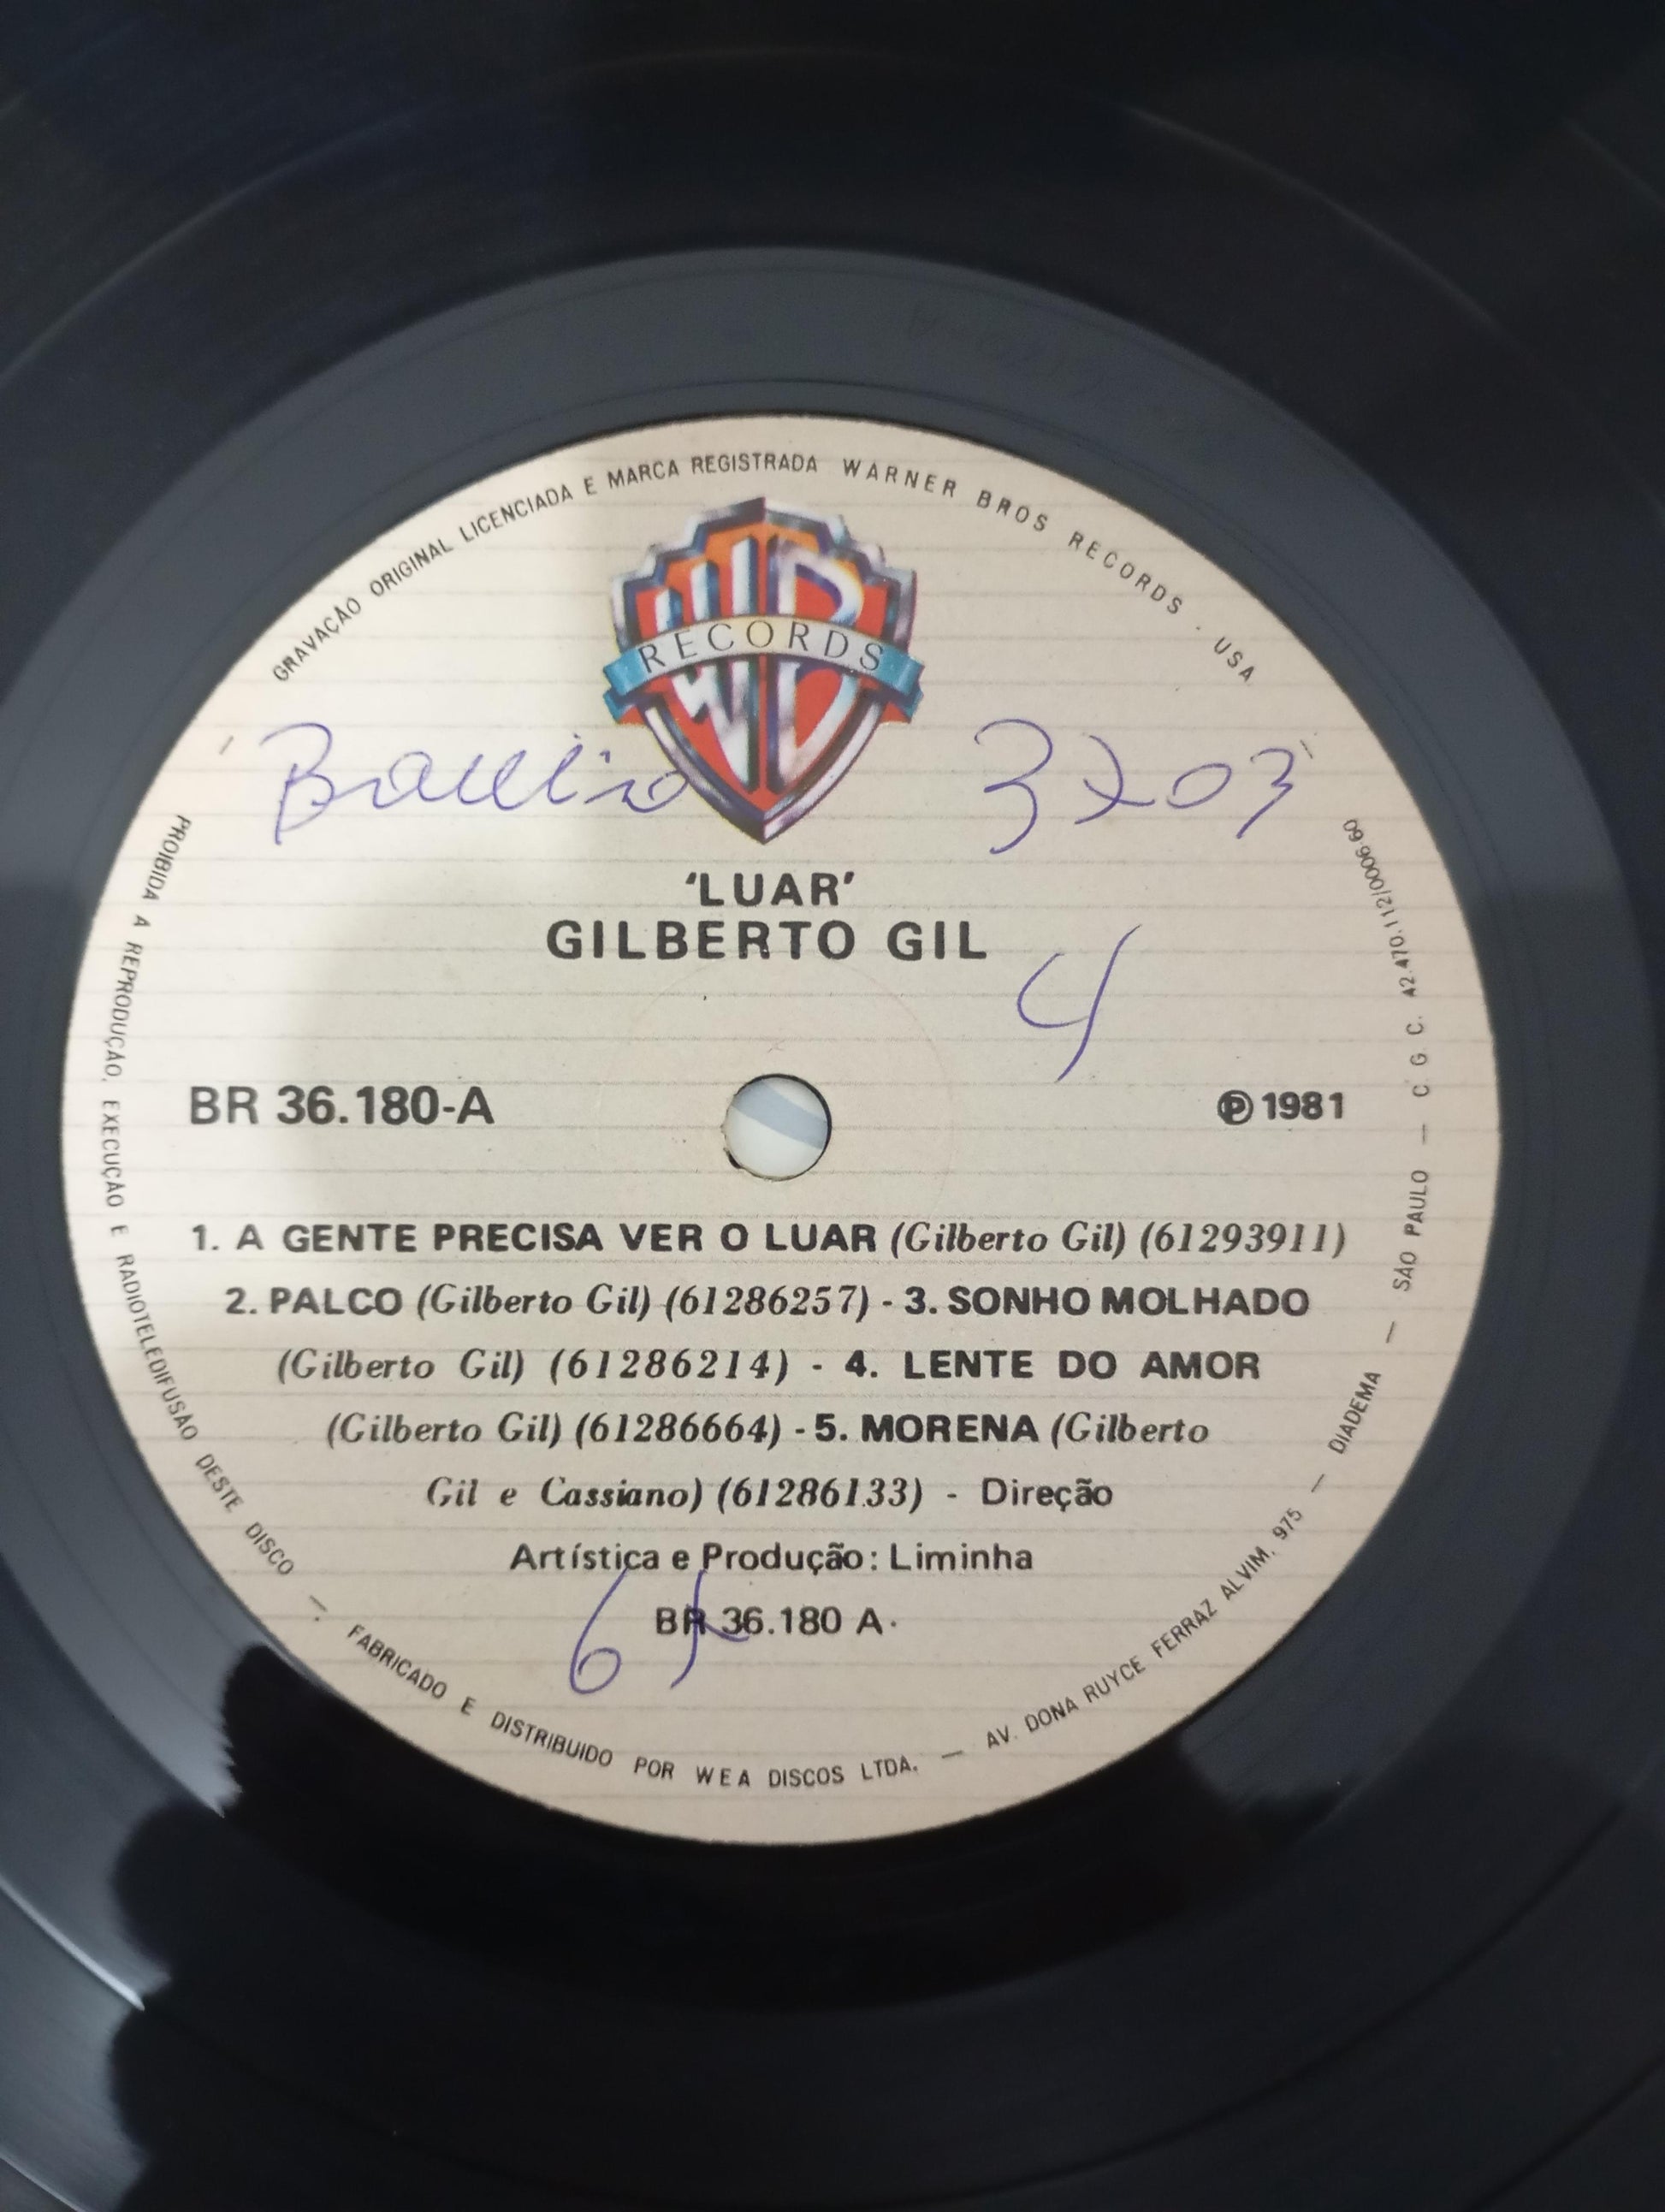 GRAVAÇÃO ORIGINAL LICENCIADA E MARCA REGISTRADA WARNER BROS RECORDS . USA
WB
RECORDS
3703
'LUAR'
GILBERTO GIL
4
BR 36.180-A
℗ 1981
1. A GENTE PRECISA VER O LUAR (Gilberto Gil) (61293911)
2. PALCO (Gilberto Gil) (61286257) - 3. SONHO MOLHADO
(Gilberto Gil) (61286214) - 4. LENTE DO AMOR
(Gilberto Gil) (61286664) - 5. MORENA (Gilberto
Gil e Cassiano) (61286133) - Direção
Artística e Produção: Liminha
BR 36.180 A
PROIBIDA A REPRODUÇÃO, EXECUÇÃO E RADIOTELEDIFUSÃO DESTE DISCO —. FABRICADO E DISTRIBUIDO POR WEA DISCOS LTDA. — AV. DONA RUYCE FERRAZ ALVIM, 975 — DIADEMA — SÃO PAULO — C. G. C. 42.470.112/0006.60